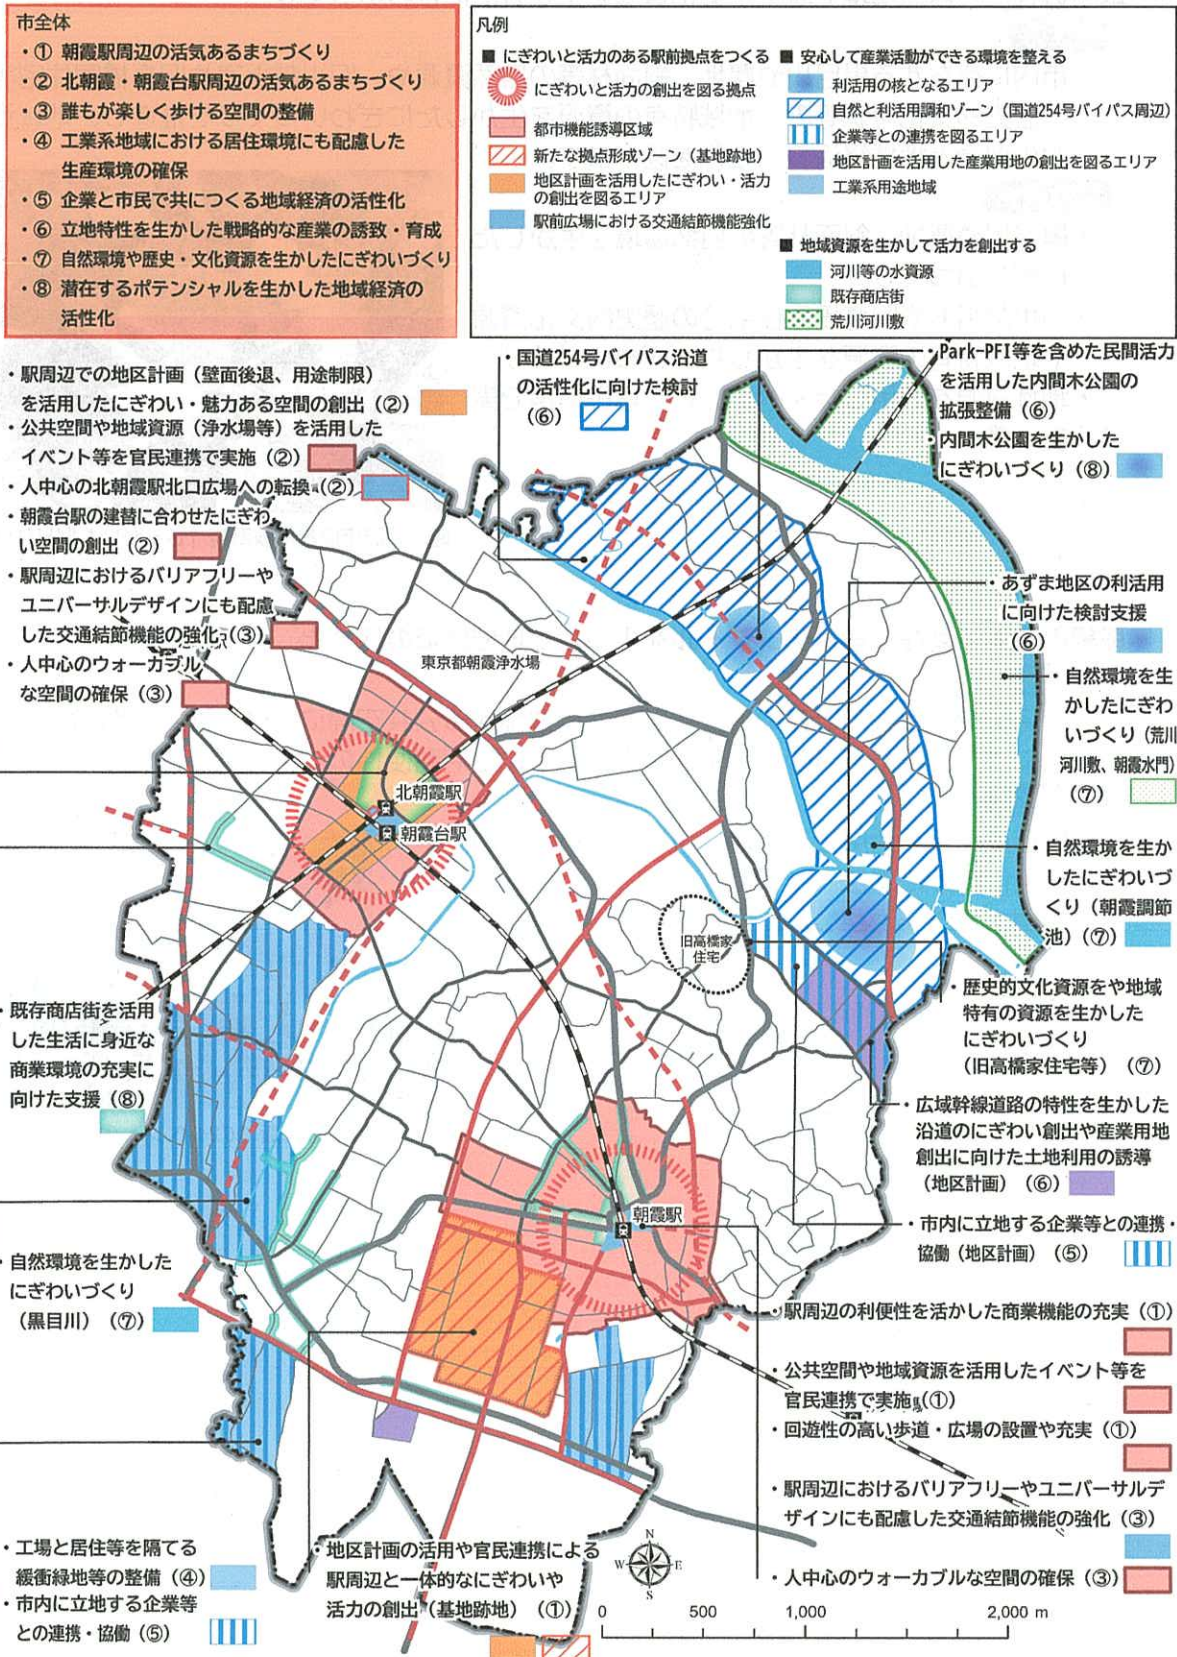 市全体
・① 朝霞駅周辺の活気あるまちづくり
・② 北朝霞・朝霞台駅周辺の活気あるまちづくり
・③ 誰もが楽しく歩ける空間の整備
・④ 工業系地域における居住環境にも配慮した
生産環境の確保
・⑤ 企業と市民で共につくる地域経済の活性化
・⑥ 立地特性を生かした戦略的な産業の誘致・育成
・⑦ 自然環境や歴史・文化資源を生かしたにぎわいづくり
・⑧ 潜在するポテンシャルを生かした地域経済の
活性化
凡例
■ にぎわいと活力のある駅前拠点をつくる
にぎわいと活力の創出を図る拠点
都市機能誘導区域
新たな拠点形成ゾーン（基地跡地）
地区計画を活用したにぎわい・活力
の創出を図るエリア
駅前広場における交通結節機能強化
■ 安心して産業活動ができる環境を整える
利活用の核となるエリア
自然と利活用調和ゾーン（国道254号バイパス周辺）
企業等との連携を図るエリア
地区計画を活用した産業用地の創出を図るエリア
工業系用途地域
■ 地域資源を生かして活力を創出する
河川等の水資源
既存商店街
荒川河川敷
・駅周辺での地区計画（壁面後退、用途制限）
を活用したにぎわい・魅力ある空間の創出（②）
・公共空間や地域資源（浄水場等）を活用した
イベント等を官民連携で実施（②）
・人中心の北朝霞駅北口広場への転換（②）
・朝霞台駅の建替に合わせたにぎわ
い空間の創出（②）
・駅周辺におけるバリアフリーや
ユニバーサルデザインにも配慮
した交通結節機能の強化（③）
・人中心のウォーカブル
な空間の確保（③）
・国道254号バイパス沿道
の活性化に向けた検討
（⑥）
・Park-PFI等を含めた民間活力
を活用した内間木公園の
拡張整備（⑥）
・内間木公園を生かした
にぎわいづくり（⑧）
・あずま地区の利活用
に向けた検討支援
（⑥）
・自然環境を生
かしたにぎわ
いづくり（荒川
河川敷、朝霞水門）
（⑦）
・自然環境を生か
したにぎわいづ
くり（朝霞調節
池）（⑦）
東京都朝霞浄水場
北朝霞駅
朝霞台駅
旧高橋家
住宅
朝霞駅
・歴史的文化資源をや地域
特有の資源を生かした
にぎわいづくり
（旧高橋家住宅等）（⑦）
・広域幹線道路の特性を生かした
沿道のにぎわい創出や産業用地
創出に向けた土地利用の誘導
（地区計画）（⑥）
・市内に立地する企業等との連携・
協働（地区計画）（⑤）
・既存商店街を活用
した生活に身近な
商業環境の充実に
向けた支援（⑧）
・自然環境を生かした
にぎわいづくり
（黒目川）（⑦）
・駅周辺の利便性を活かした商業機能の充実（①）
・公共空間や地域資源を活用したイベント等を
官民連携で実施（①）
・回遊性の高い歩道・広場の設置や充実（①）
・駅周辺におけるバリアフリーやユニバーサルデ
ザインにも配慮した交通結節機能の強化（③）
・人中心のウォーカブルな空間の確保（③）
・工場と居住等を隔てる
緩衝緑地等の整備（④）
・市内に立地する企業等
との連携・協働（⑤）
・地区計画の活用や官民連携による
駅周辺と一体的なにぎわいや
活力の創出（基地跡地）（①）
N
W
E
S
0 500 1,000 2,000 m